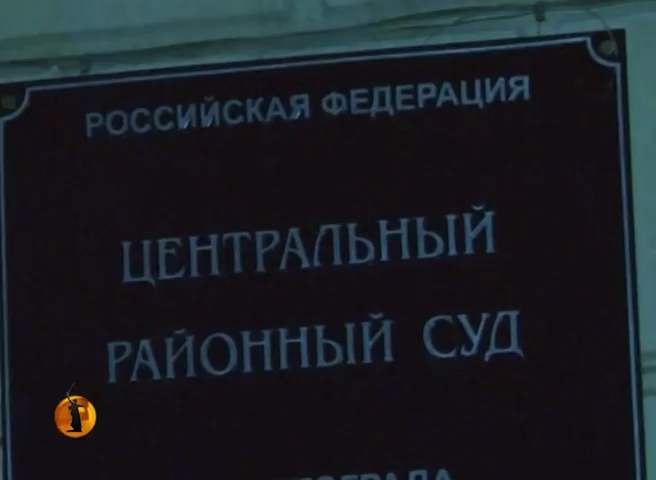 РОССИЙСКАЯ ФЕДЕРАЦИЯ
ЦЕНТРАЛЬНЫЙ
РАЙОННЫЙ СУД